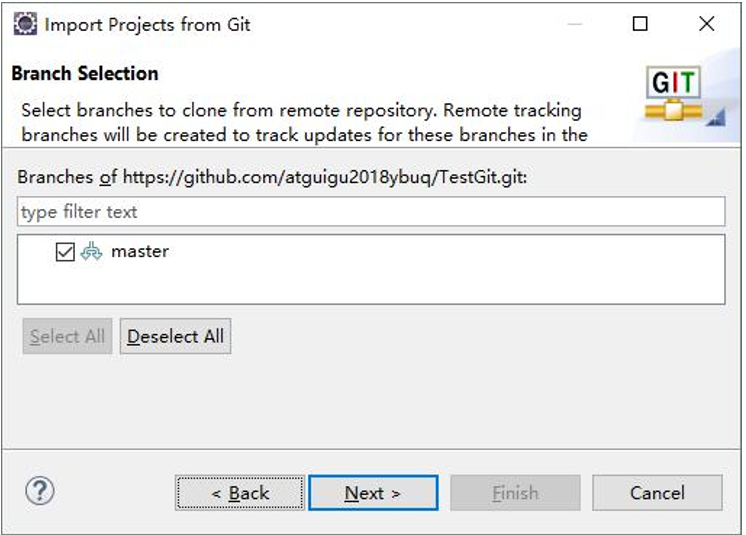 Import Projects from Git
Branch Selection
Select branches to clone from remote repository. Remote tracking
branches will be created to track updates for these branches in the
GIT
Branches of https://github.com/atguigu2018ybuq/TestGit.git:
type filter text
master
Select All Deselect All
? < Back Next > Finish Cancel